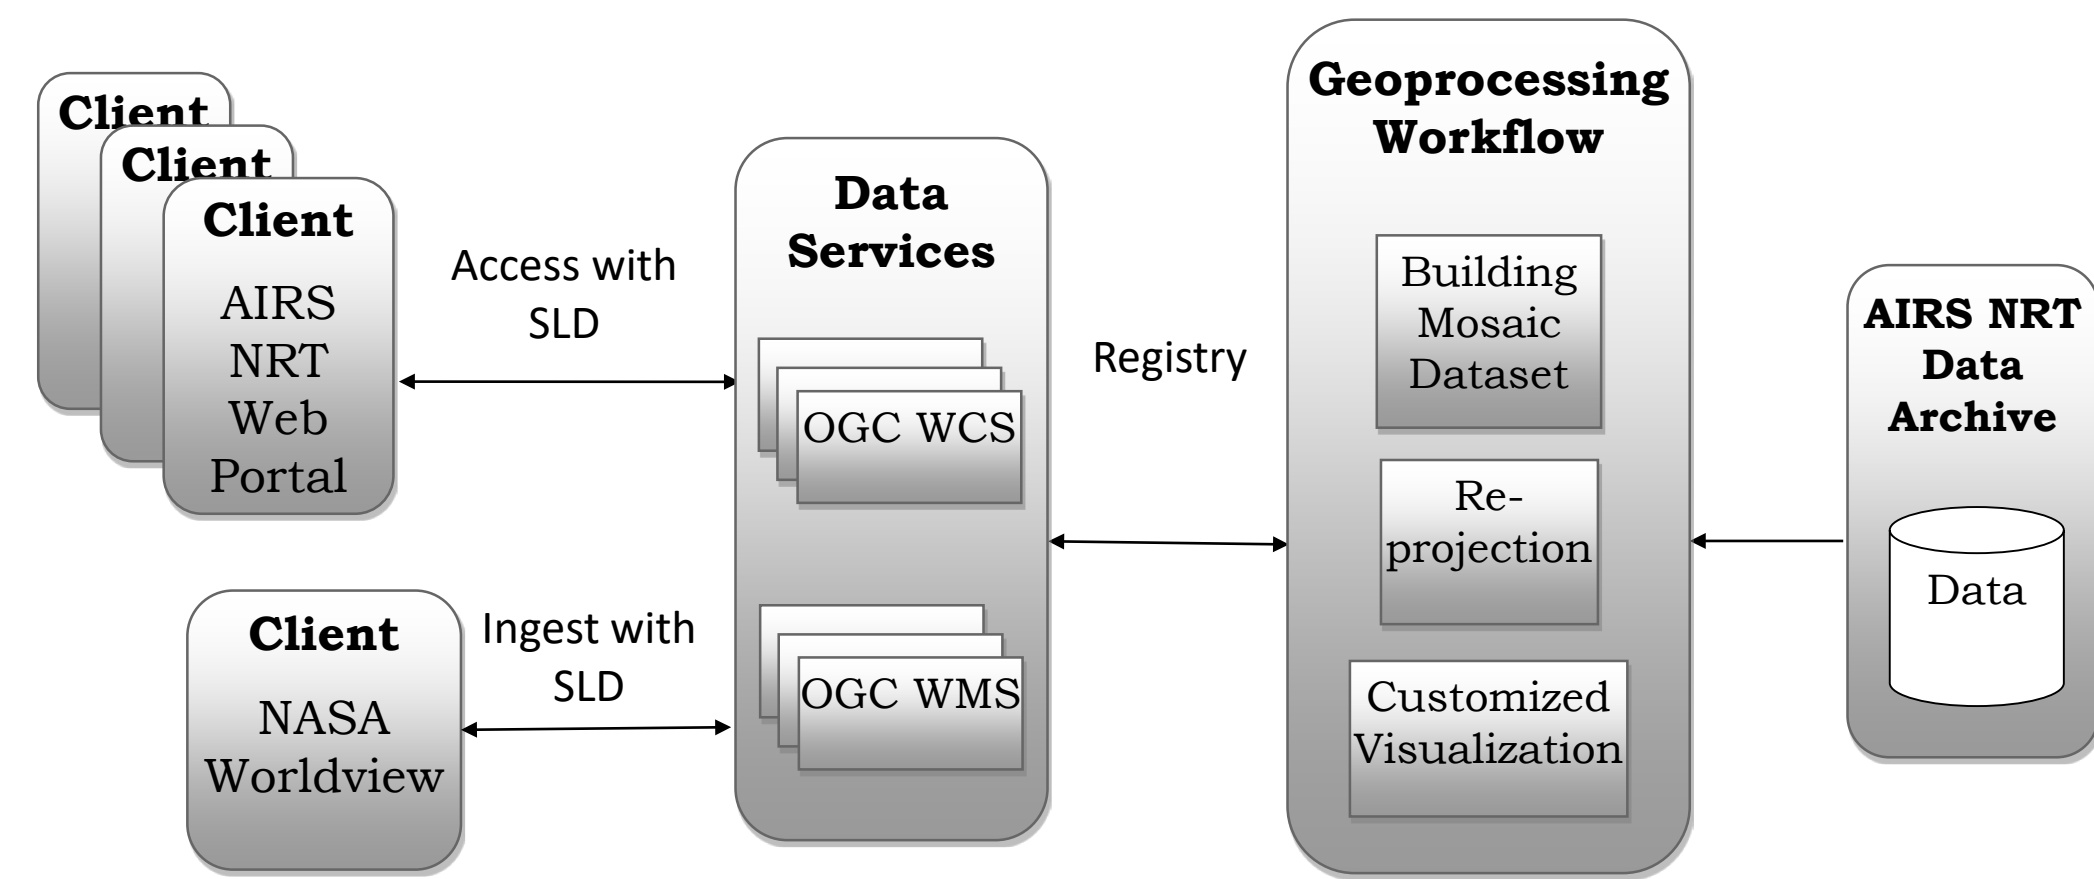 Client
Client
Client
AIRS
NRT
Web
Portal
Access with
SLD
Client
NASA
Worldview
Ingest with
SLD
Data
Services
OGC WCS
OGC WMS
Registry
Geoprocessing
Workflow
Building
Mosaic
Dataset
Re-
projection
Customized
Visualization
AIRS NRT
Data
Archive
Data